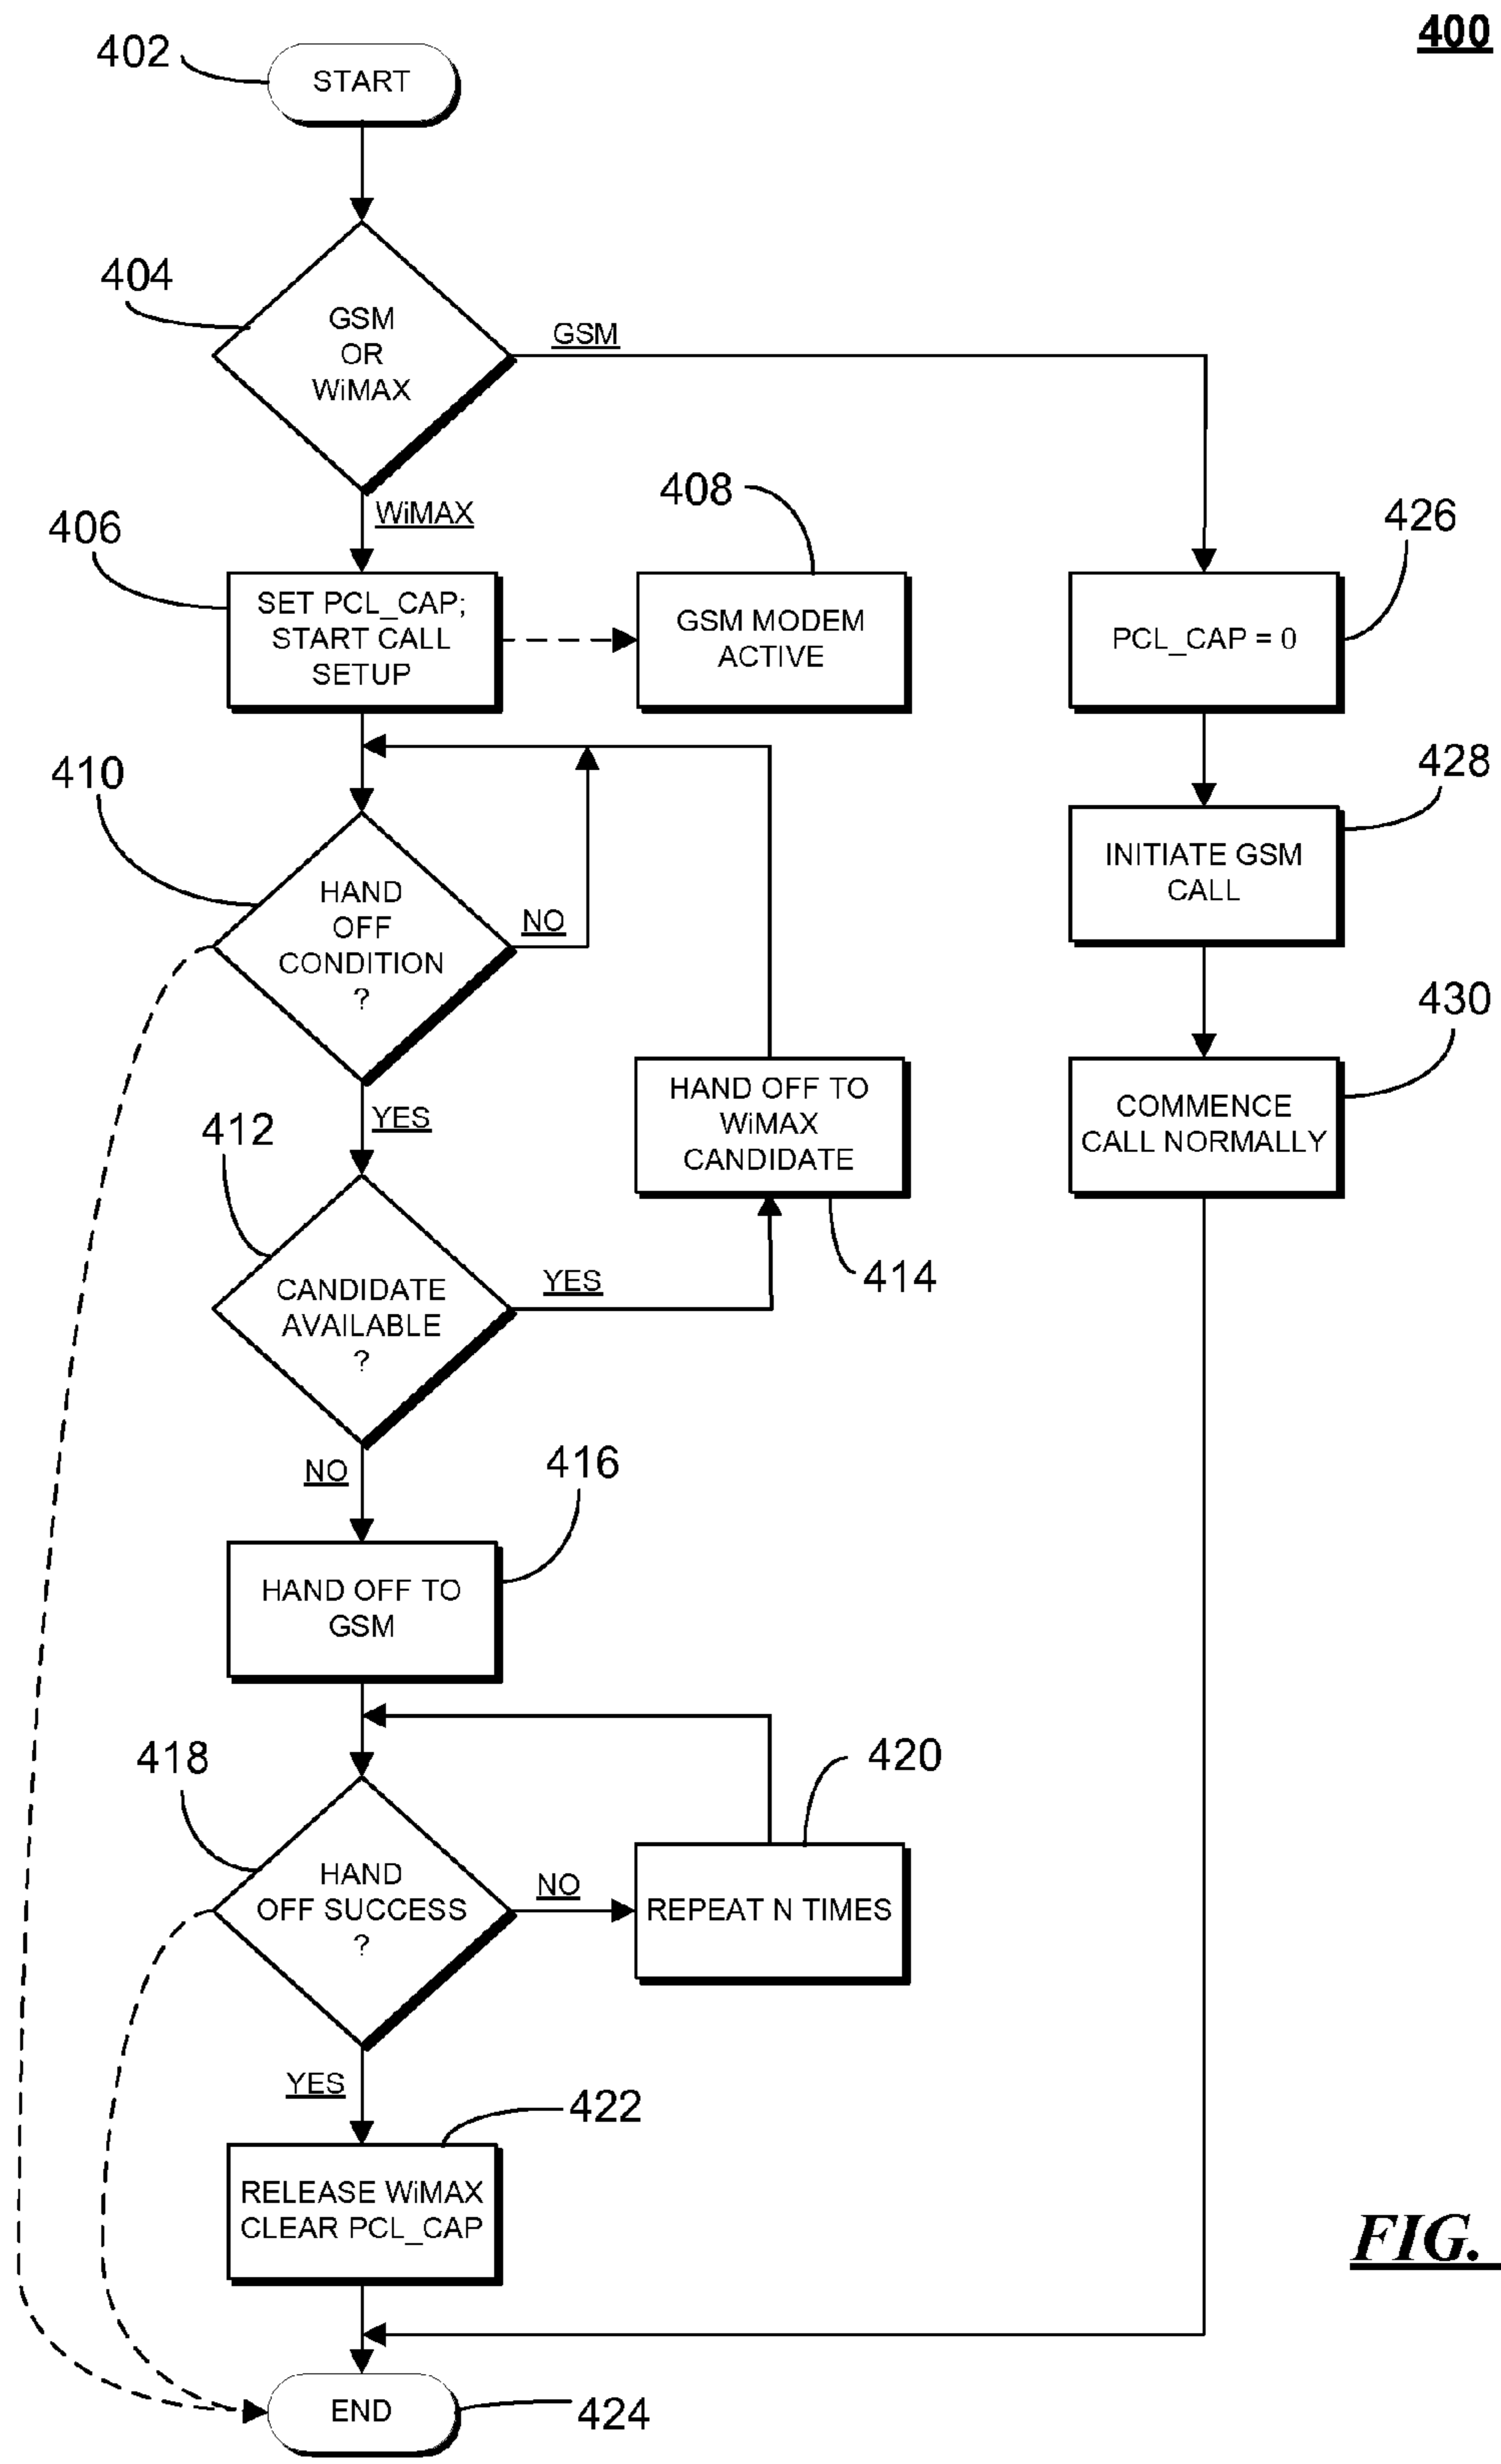 400
402
START
404
GSM
OR
WiMAX
GSM
WiMAX
406
SET PCL_CAP;
START CALL
SETUP
408
GSM MODEM
ACTIVE
426
PCL_CAP = 0
428
INITIATE GSM
CALL
430
COMMENCE
CALL NORMALLY
410
HAND
OFF
CONDITION
?
NO
YES
412
CANDIDATE
AVAILABLE
?
YES
HAND OFF TO
WiMAX
CANDIDATE
414
NO
416
HAND OFF TO
GSM
418
HAND
OFF SUCCESS
?
NO
420
REPEAT N TIMES
YES
422
RELEASE WiMAX
CLEAR PCL_CAP
END
424
FIG.